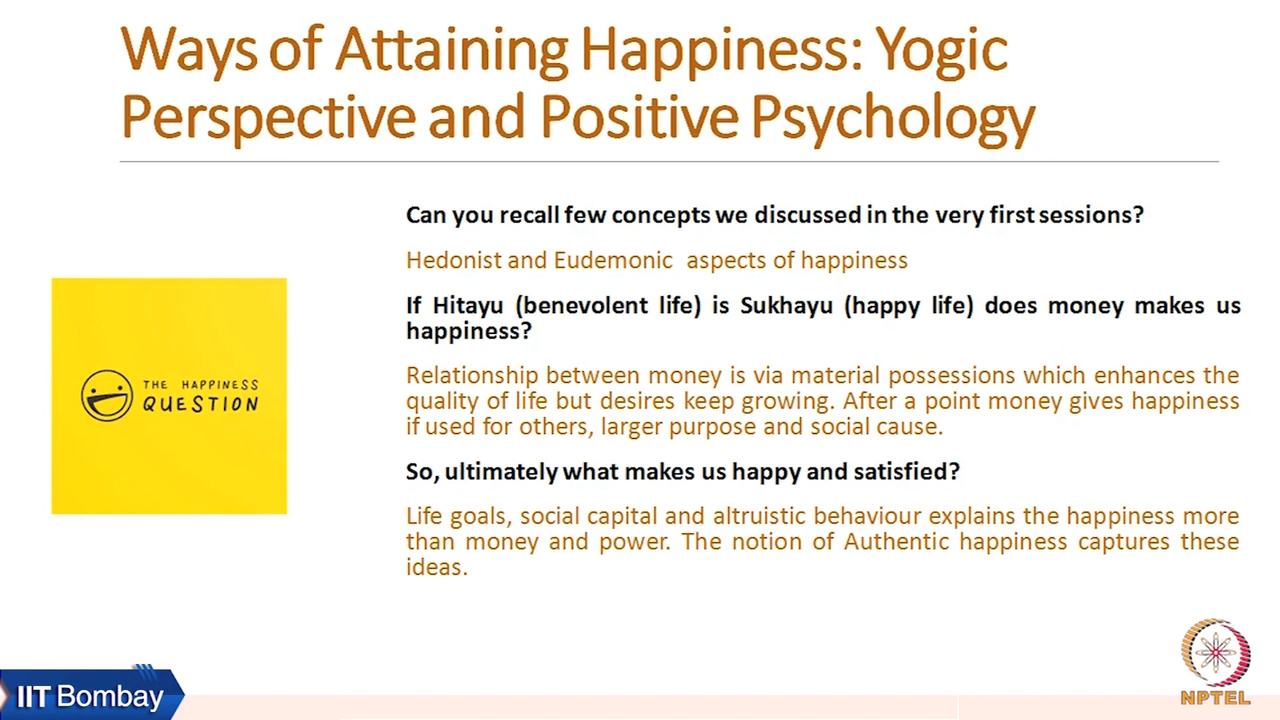 Ways of Attaining Happiness: Yogic
Perspective and Positive Psychology
Can you recall few concepts we discussed in the very first sessions?
Hedonist and Eudemonic aspects of happiness
If Hitayu (benevolent life) is Sukhayu (happy life) does money makes us
happiness?
Relationship between money is via material possessions which enhances the
quality of life but desires keep growing. After a point money gives happiness
if used for others, larger purpose and social cause.
So, ultimately what makes us happy and satisfied?
Life goals, social capital and altruistic behaviour explains the happiness more
than money and power. The notion of Authentic happiness captures these
ideas.
THE HAPPINESS
QUESTION
IIT Bombay
NPTEL